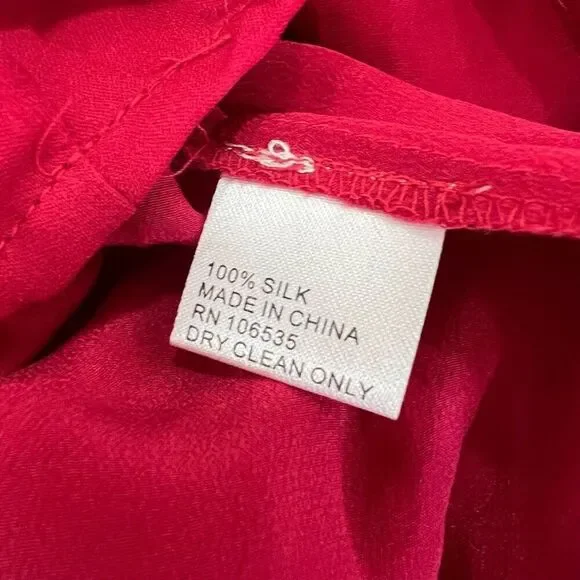 100% SILK
MADE IN CHINA
RN 106535
DRY CLEAN ONLY